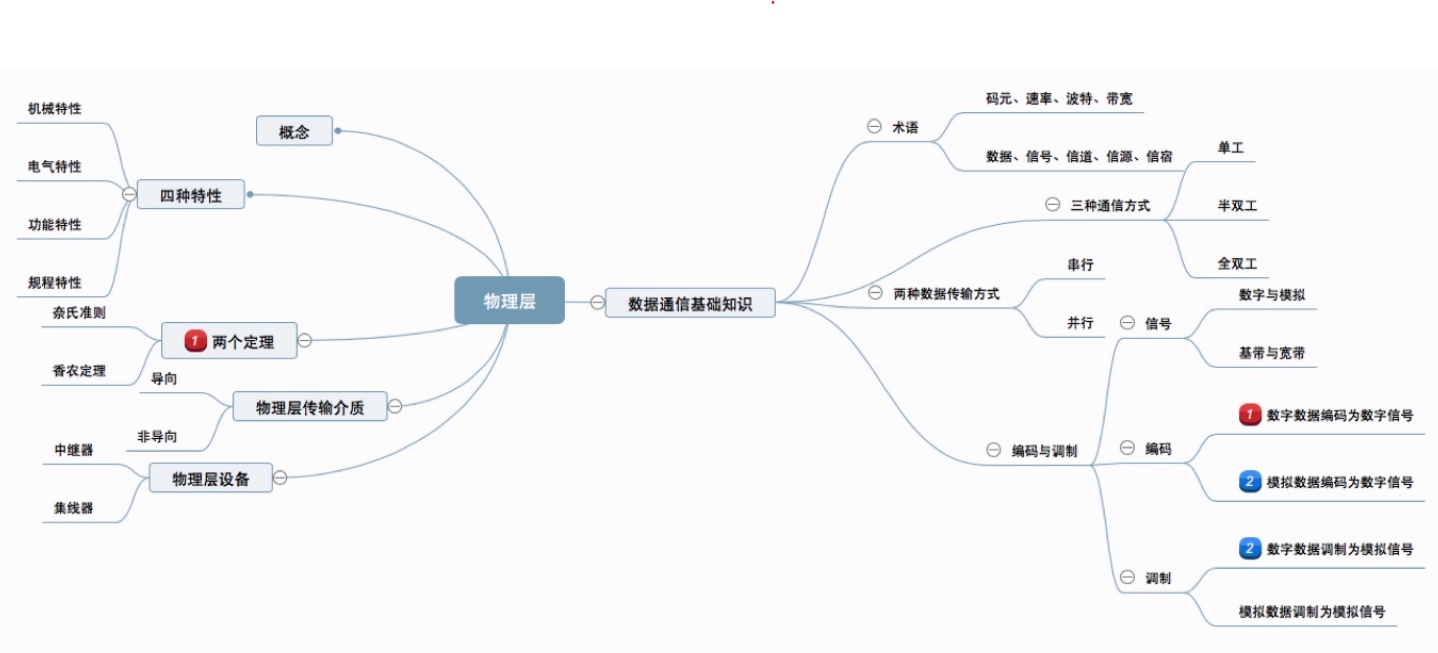 物理层
概念
四种特性
机械特性
电气特性
功能特性
规程特性
1 两个定理
奈氏准则
香农定理
物理层传输介质
导向
非导向
物理层设备
中继器
集线器
数据通信基础知识
术语
码元、速率、波特、带宽
数据、信号、信道、信源、信宿
三种通信方式
单工
半双工
全双工
两种数据传输方式
串行
并行
编码与调制
信号
数字与模拟
基带与宽带
编码
1 数字数据编码为数字信号
2 模拟数据编码为数字信号
调制
2 数字数据调制为模拟信号
模拟数据调制为模拟信号